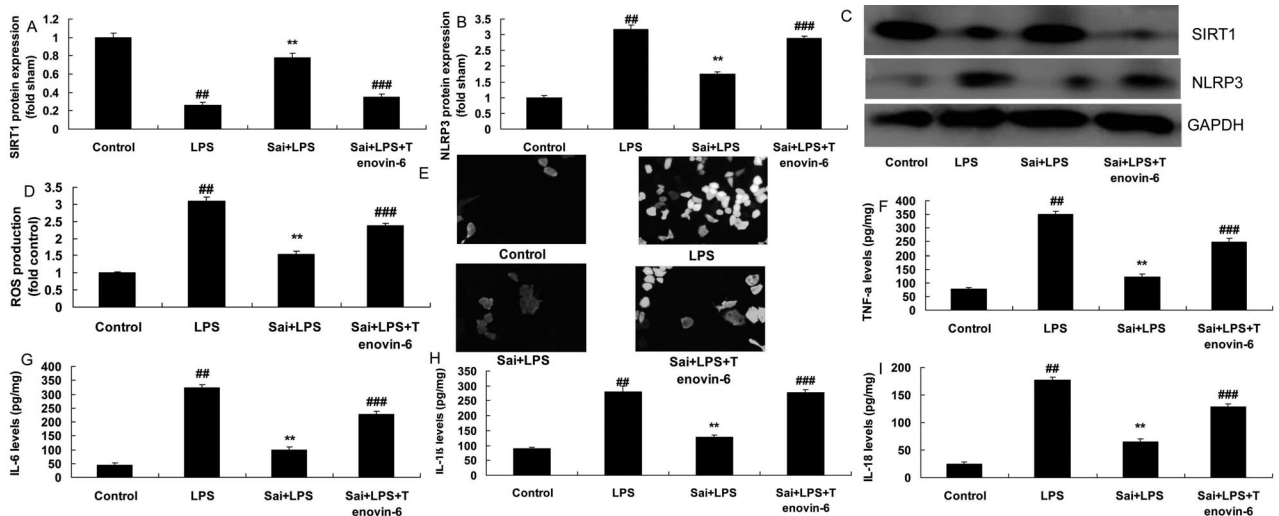 A
SIRT1 protein expression
(fold sham)
1.2
1
0.8
0.6
0.4
0.2
0
##
**
###
Control
LPS
Sai+LPS
Sai+LPS+T
enovin-6
B
NLRP3 protein expression
(fold sham)
3.5
3
2.5
2
1.5
1
0.5
0
##
**
###
Control
LPS
Sai+LPS
Sai+LPS+T
enovin-6
C
SIRT1
NLRP3
GAPDH
Control
LPS
Sai+LPS
Sai+LPS+T
enovin-6
D
ROS production
(fold control)
3.5
3
2.5
2
1.5
1
0.5
0
##
**
###
Control
LPS
Sai+LPS
Sai+LPS+T
enovin-6
E
Control
LPS
Sai+LPS
Sai+LPS+T
enovin-6
F
TNF-a levels (pg/mg)
400
350
300
250
200
150
100
50
0
##
**
###
Control
LPS
Sai+LPS
Sai+LPS+T
enovin-6
G
IL-6 levels (pg/mg)
400
350
300
250
200
150
100
50
0
##
**
###
Control
LPS
Sai+LPS
Sai+LPS+T
enovin-6
H
IL-1ß levels (pg/mg)
350
300
250
200
150
100
50
0
##
**
###
Control
LPS
Sai+LPS
Sai+LPS+T
enovin-6
I
IL-18 levels (pg/mg)
200
150
100
50
0
##
**
###
Control
LPS
Sai+LPS
Sai+LPS+T
enovin-6